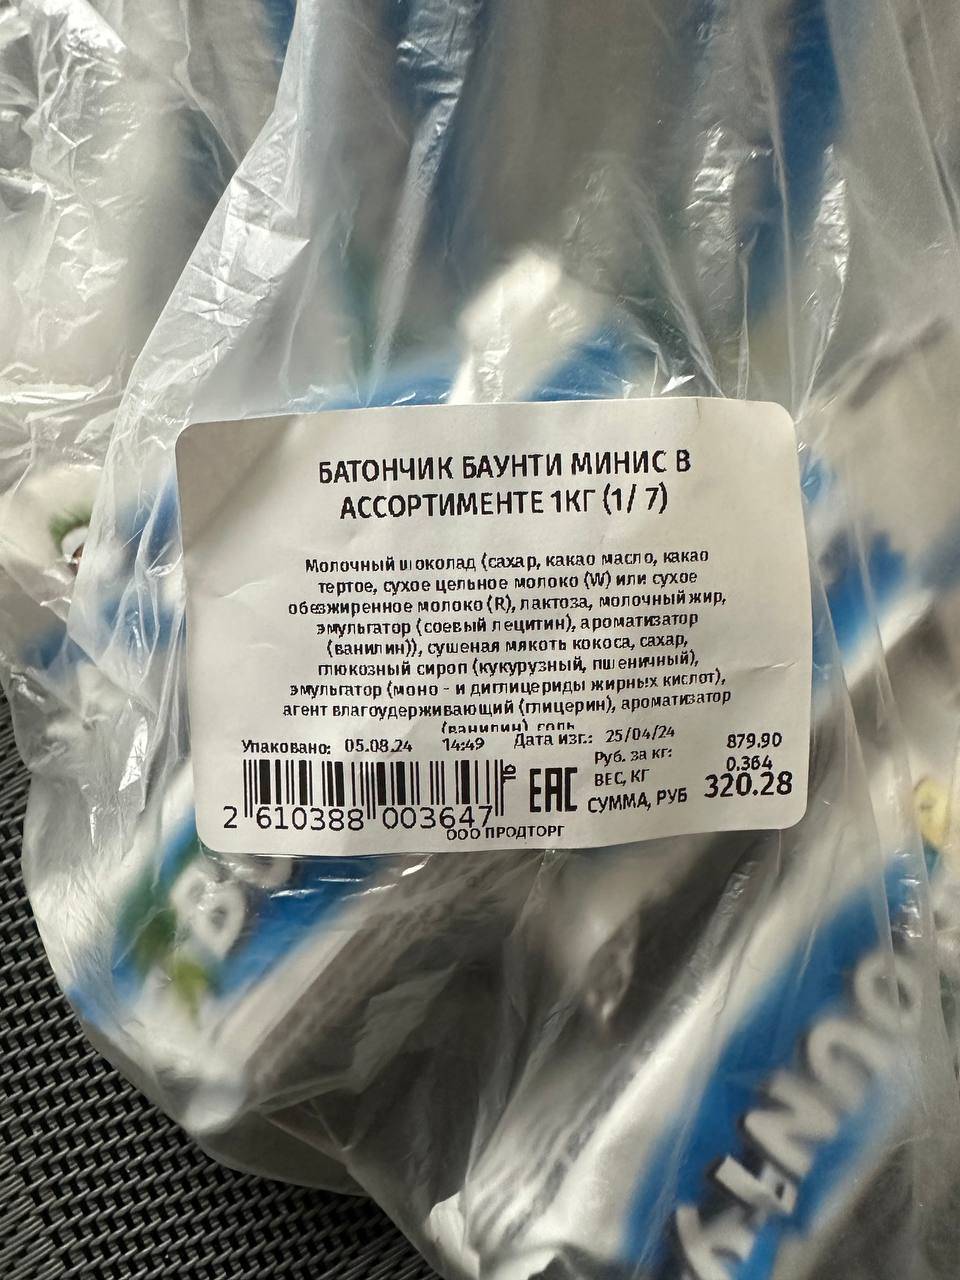 БАТОНЧИК БАУНТИ МИНИС В
АССОРТИМЕНТЕ 1КГ (1/ 7)
Молочный шоколад (сахар, какао масло, какао
тертое, сухое цельное молоко (W) или сухое
обезжиренное молоко (R), лактоза, молочный жир,
эмульгатор (соевый лецитин), ароматизатор
(ванилин)), сушеная мякоть кокоса, сахар,
глюкозный сироп (кукурузный, пшеничный),
эмульгатор (моно - и диглицериды жирных кислот),
агент влагоудерживающий (глицерин), ароматизатор
(ванилин) соль
Упаковано: 05.08.24 14:49 Дата изг.: 25/04/24
Руб. за кг: 879.90
ВЕС, КГ 0.364
СУММА, РУБ 320.28
ЕАС
2 610388 003647
ООО ПРОДТОРГ
OUNTY